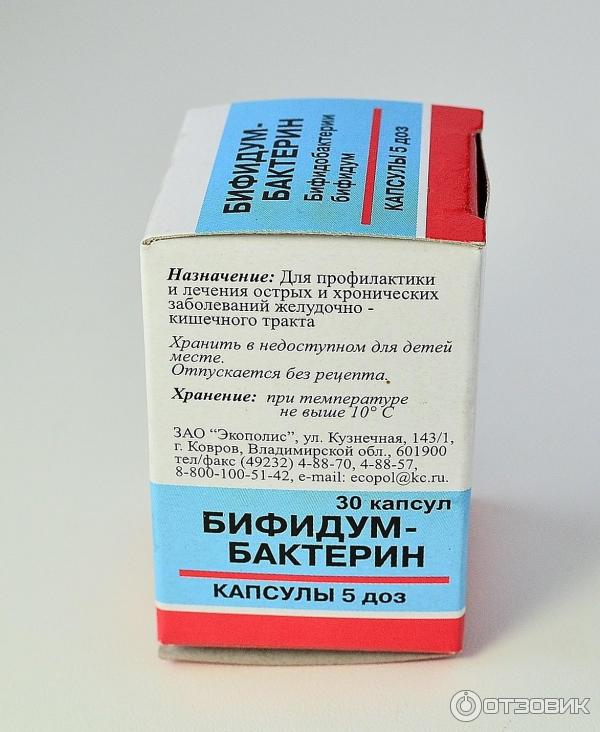 БИФИДУМ-
БАКТЕРИН
Бифидобактерии
бифидум
КАПСУЛЫ 5 доз
Назначение: Для профилактики
и лечения острых и хронических
заболеваний желудочно -
кишечного тракта
Хранить в недоступном для детей
месте.
Отпускается без рецепта.
Хранение: при температуре
не выше 10° С
ЗАО "Экополис", ул. Кузнечная, 143/1,
г. Ковров, Владимирской обл., 601900
тел/факс (49232) 4-88-70, 4-88-57,
8-800-100-51-42, e-mail: ecopol@kc.ru.
30 капсул
БИФИДУМ-
БАКТЕРИН
КАПСУЛЫ 5 доз
ОТЗОВИК